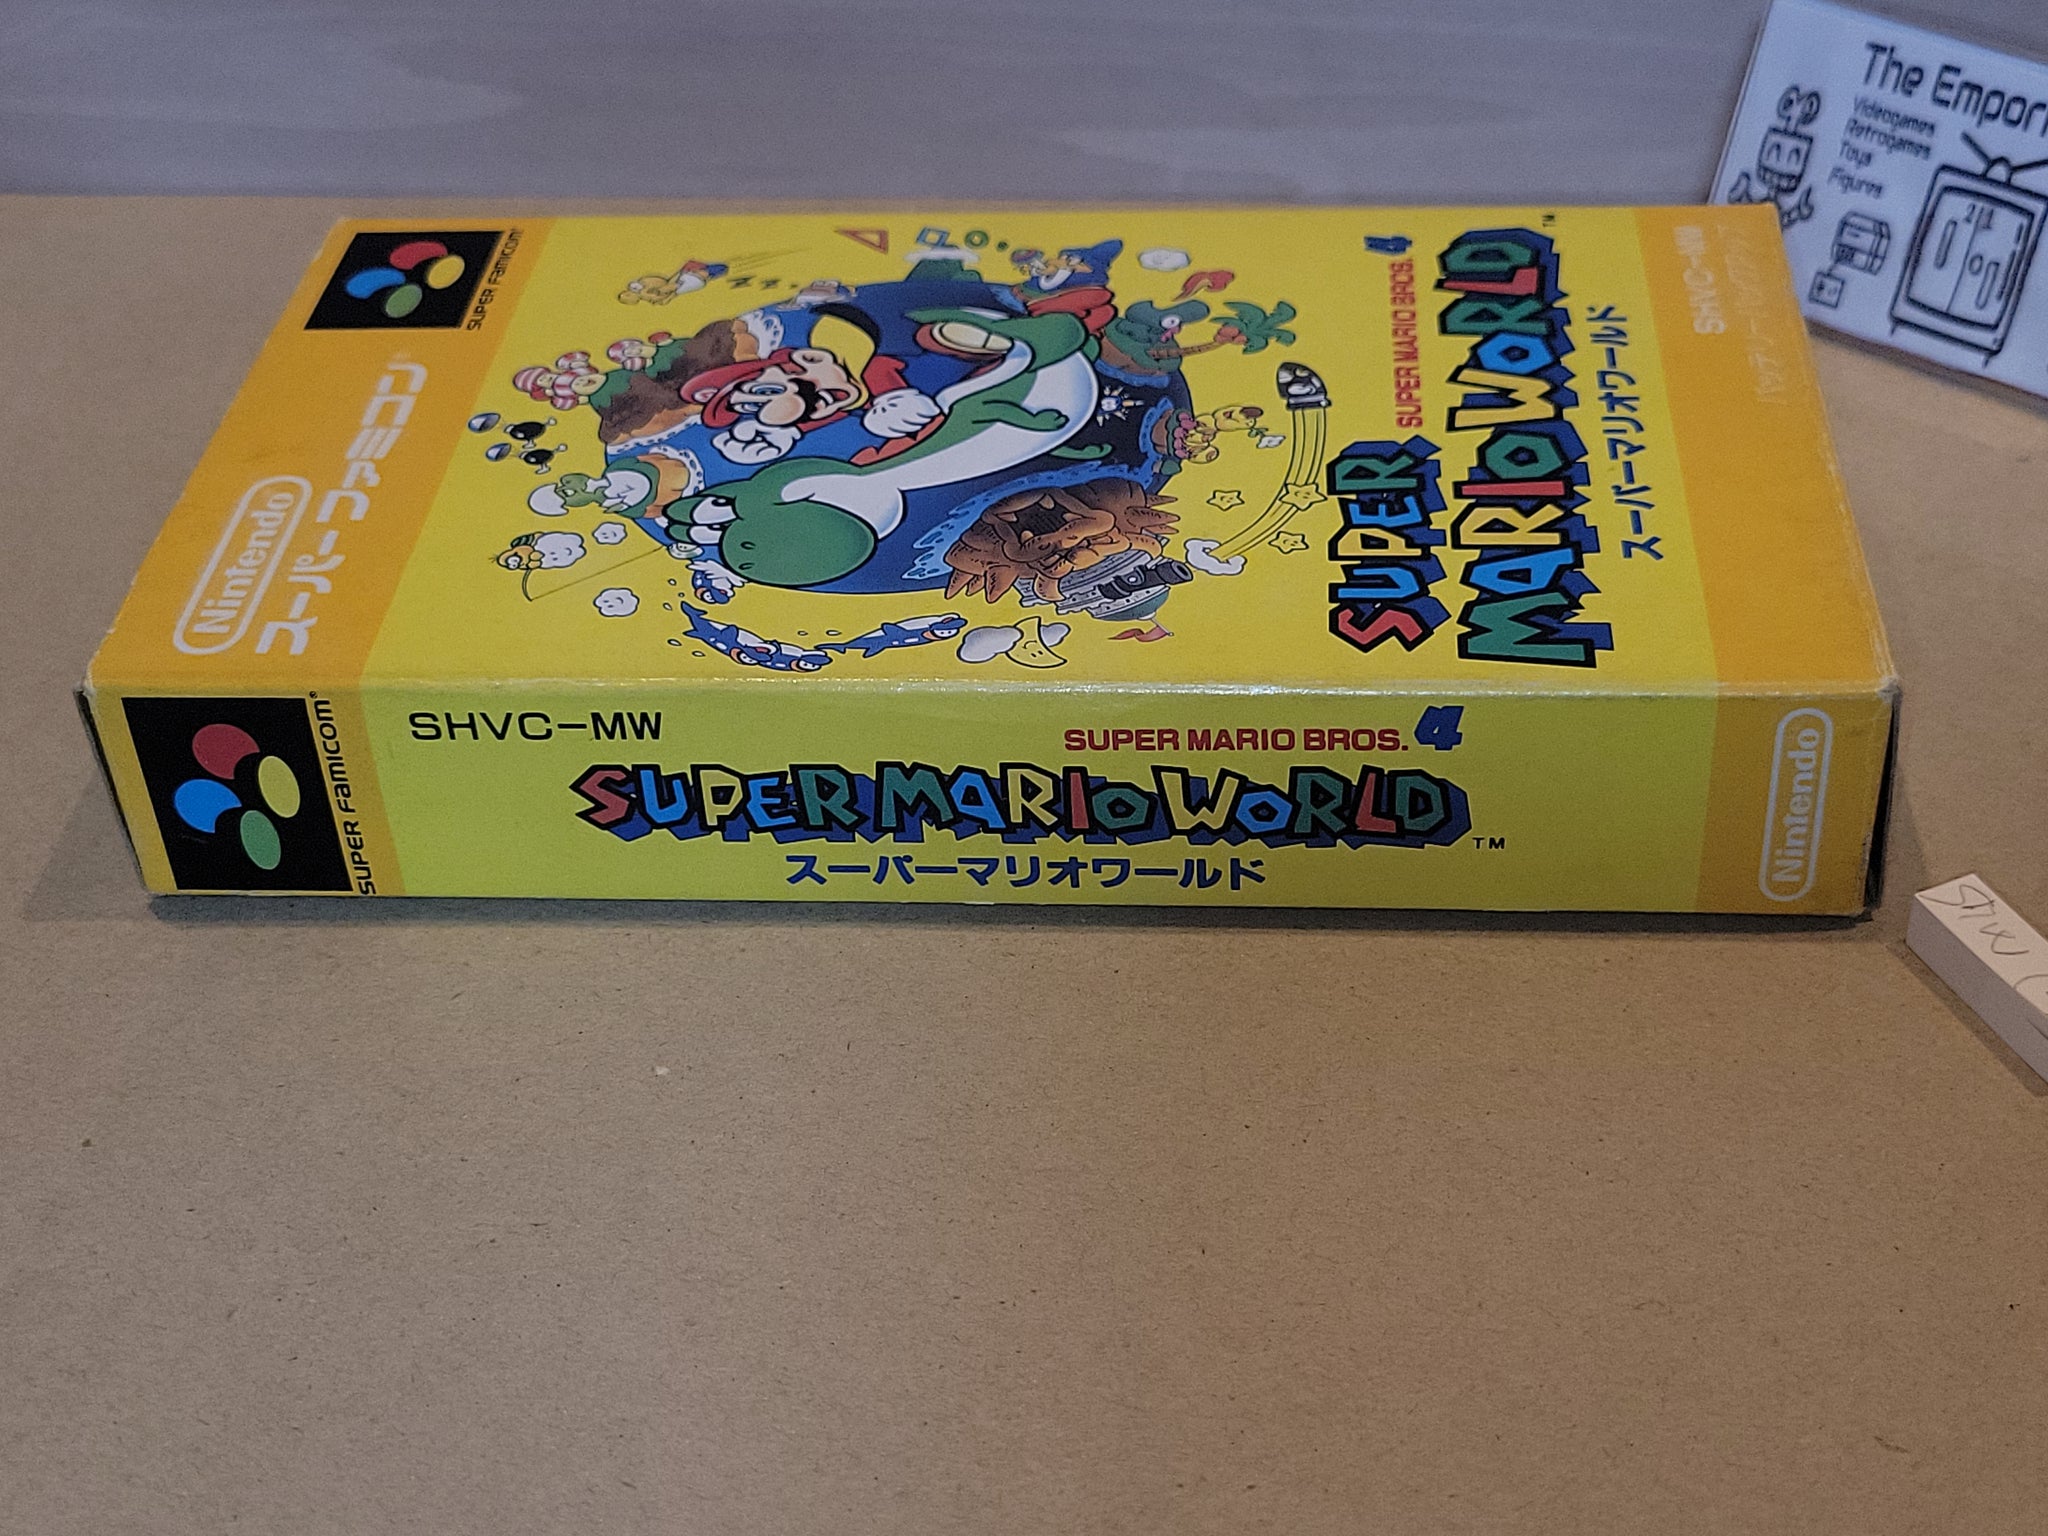 The Empori
Videogames
Retrogames
Toys
Figures
SUPER FAMICOM
Nintendo®
スーパーファミコン
SUPER MARIO BROS. 4
SUPER
MARIO WORLD™
スーパーマリオワールド
SHVC-MW
SUPER FAMICOM®
SHVC-MW
SUPER MARIO BROS. 4
SUPER MARIO WORLD™
スーパーマリオワールド
Nintendo